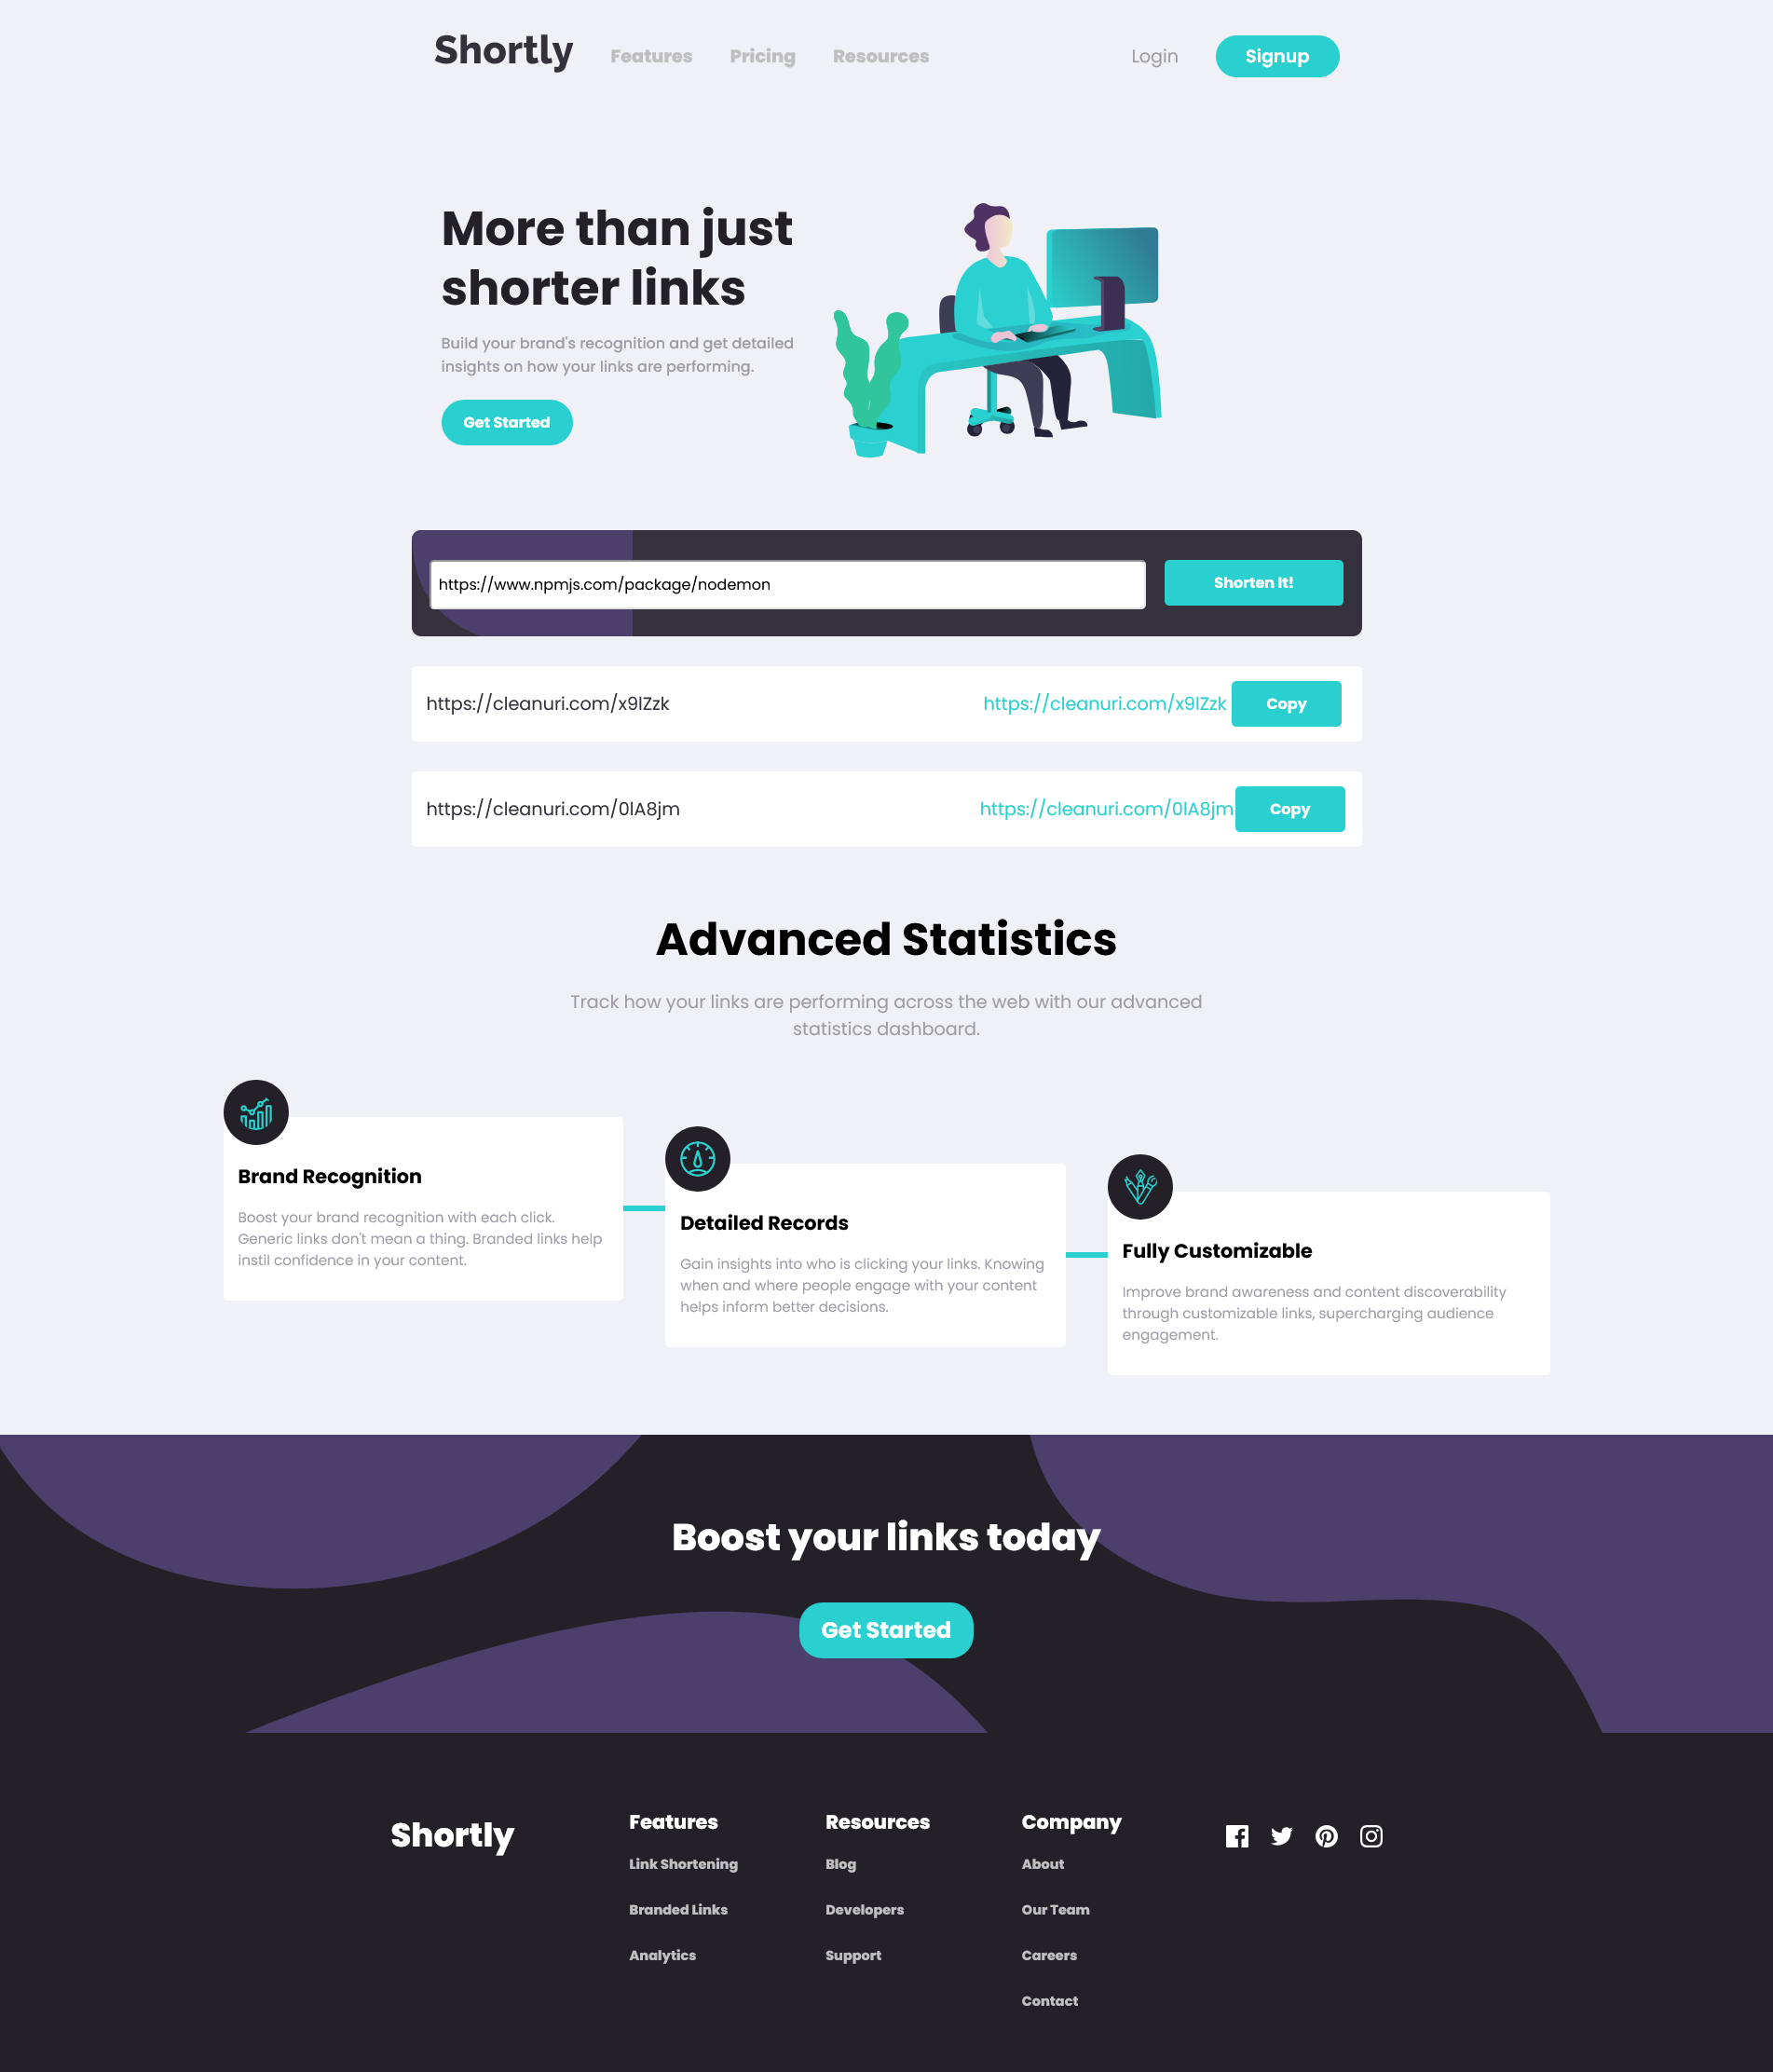 Shortly
Features
Pricing
Resources
Login
Signup
More than just
shorter links
Build your brand's recognition and get detailed
insights on how your links are performing.
Get Started
https://www.npmjs.com/package/nodemon
Shorten It!
https://cleanuri.com/x9lZzk
https://cleanuri.com/x9lZzk
Copy
https://cleanuri.com/0lA8jm
https://cleanuri.com/0lA8jm
Copy
Advanced Statistics
Track how your links are performing across the web with our advanced
statistics dashboard.
Brand Recognition
Boost your brand recognition with each click.
Generic links don't mean a thing. Branded links help
instil confidence in your content.
Detailed Records
Gain insights into who is clicking your links. Knowing
when and where people engage with your content
helps inform better decisions.
Fully Customizable
Improve brand awareness and content discoverability
through customizable links, supercharging audience
engagement.
Boost your links today
Get Started
Shortly
Features
Link Shortening
Branded Links
Analytics
Resources
Blog
Developers
Support
Company
About
Our Team
Careers
Contact